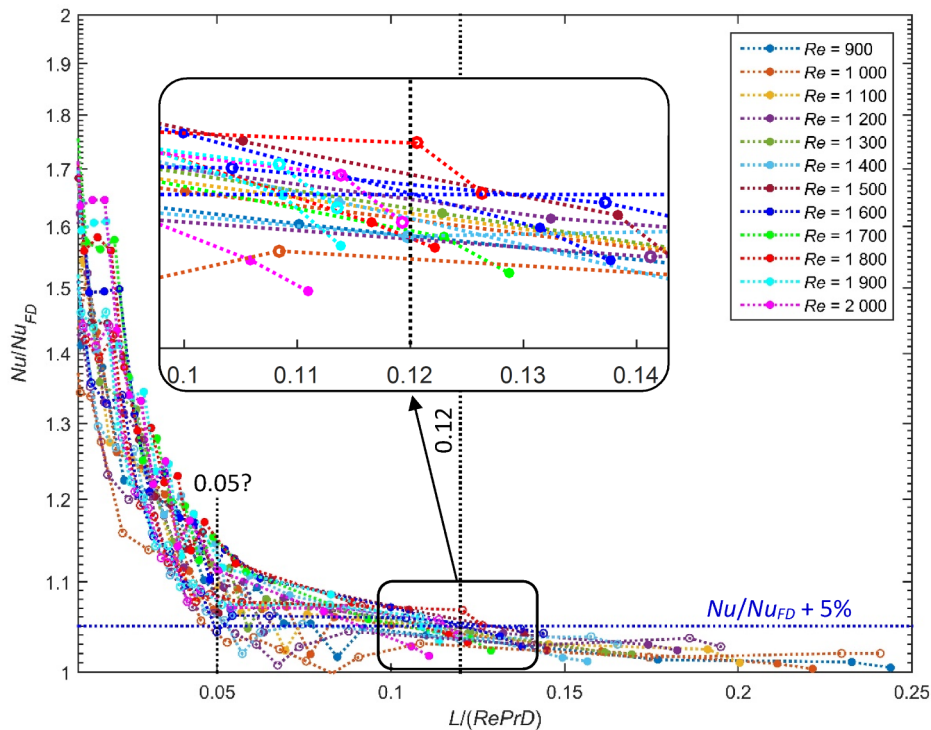 2
1.9
1.8
1.7
1.6
1.5
1.4
1.3
1.2
1.1
1
Nu/Nu_FD
0.1 0.11 0.12 0.13 0.14
Re = 900
Re = 1 000
Re = 1 100
Re = 1 200
Re = 1 300
Re = 1 400
Re = 1 500
Re = 1 600
Re = 1 700
Re = 1 800
Re = 1 900
Re = 2 000
0.12
0.05?
Nu/Nu_FD + 5%
0.05 0.1 0.15 0.2 0.25
L/(RePrD)